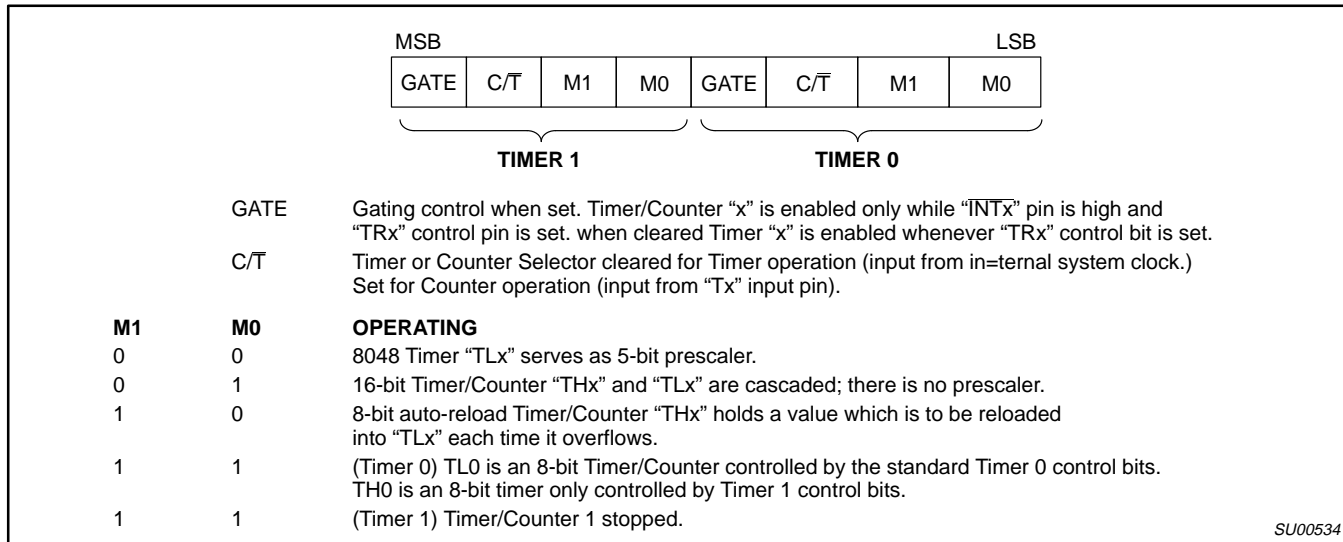 MSB LSB
GATE C/T̅ M1 M0 GATE C/T̅ M1 M0
TIMER 1 TIMER 0
GATE Gating control when set. Timer/Counter “x” is enabled only while “I̅N̅T̅x̅” pin is high and
“TRx” control pin is set. when cleared Timer “x” is enabled whenever “TRx” control bit is set.
C/T̅ Timer or Counter Selector cleared for Timer operation (input from in=ternal system clock.)
Set for Counter operation (input from “Tx” input pin).
M1 M0 OPERATING
0 0 8048 Timer “TLx” serves as 5-bit prescaler.
0 1 16-bit Timer/Counter “THx” and “TLx” are cascaded; there is no prescaler.
1 0 8-bit auto-reload Timer/Counter “THx” holds a value which is to be reloaded
into “TLx” each time it overflows.
1 1 (Timer 0) TL0 is an 8-bit Timer/Counter controlled by the standard Timer 0 control bits.
TH0 is an 8-bit timer only controlled by Timer 1 control bits.
1 1 (Timer 1) Timer/Counter 1 stopped.
SU00534